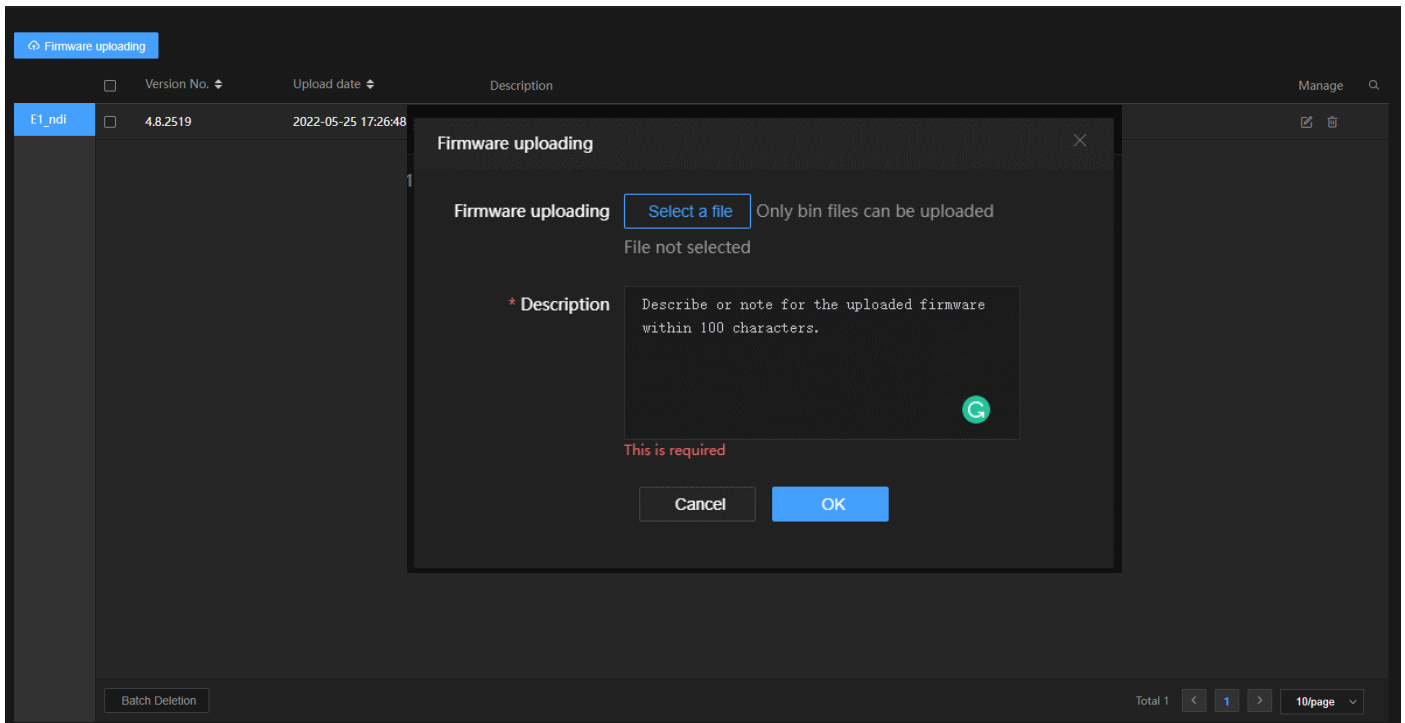 Firmware uploading
Version No. Upload date Description Manage
E1_ndi 4.8.2519 2022-05-25 17:26:48
Firmware uploading
1
Firmware uploading Select a file Only bin files can be uploaded
File not selected
* Description Describe or note for the uploaded firmware
within 100 characters.
This is required
Cancel OK
Batch Deletion Total 1 < 1 > 10/page